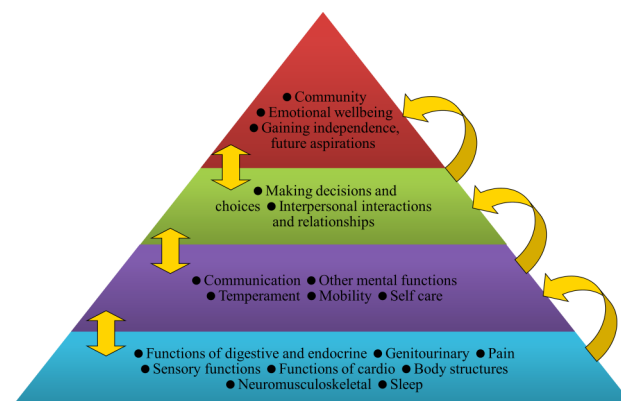 ● Community
● Emotional wellbeing
● Gaining independence,
future aspirations
● Making decisions and
choices ● Interpersonal interactions
and relationships
● Communication ● Other mental functions
● Temperament ● Mobility ● Self care
● Functions of digestive and endocrine ● Genitourinary ● Pain
● Sensory functions ● Functions of cardio ● Body structures
● Neuromusculoskeletal ● Sleep